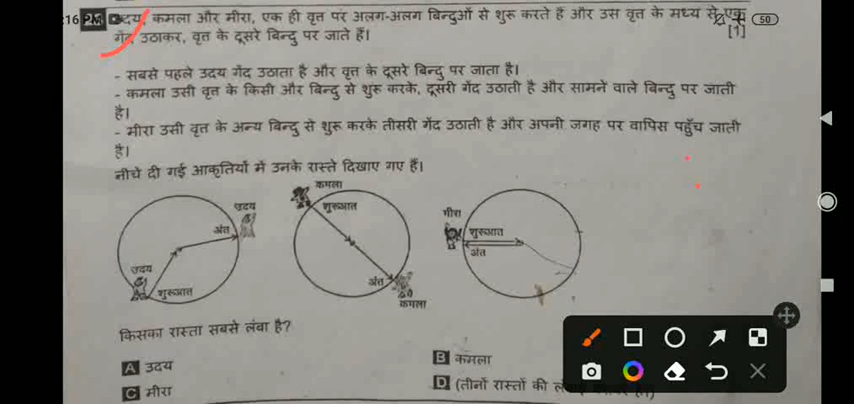 :16 PM
50
उदय, कमला और मीरा, एक ही वृत्त पर अलग-अलग बिन्दुओं से शुरू करते हैं और उस वृत्त के मध्य से एक
गेंद उठाकर, वृत्त के दूसरे बिन्दु पर जाते हैं।
[1]
- सबसे पहले उदय गेंद उठाता है और वृत्त के दूसरे बिन्दु पर जाता है।
- कमला उसी वृत्त के किसी और बिन्दु से शुरू करके, दूसरी गेंद उठाती है और सामने वाले बिन्दु पर जाती
है।
- मीरा उसी वृत्त के अन्य बिन्दु से शुरू करके तीसरी गेंद उठाती है और अपनी जगह पर वापिस पहुँच जाती
है।
नीचे दी गई आकृतियों में उनके रास्ते दिखाए गए हैं।
उदय
अंत
उदय
शुरूआत
कमला
शुरूआत
अंत
कमला
मीरा
शुरूआत
अंत
किसका रास्ता सबसे लंबा है?
A उदय
B कमला
C मीरा
D (तीनों रास्तों की